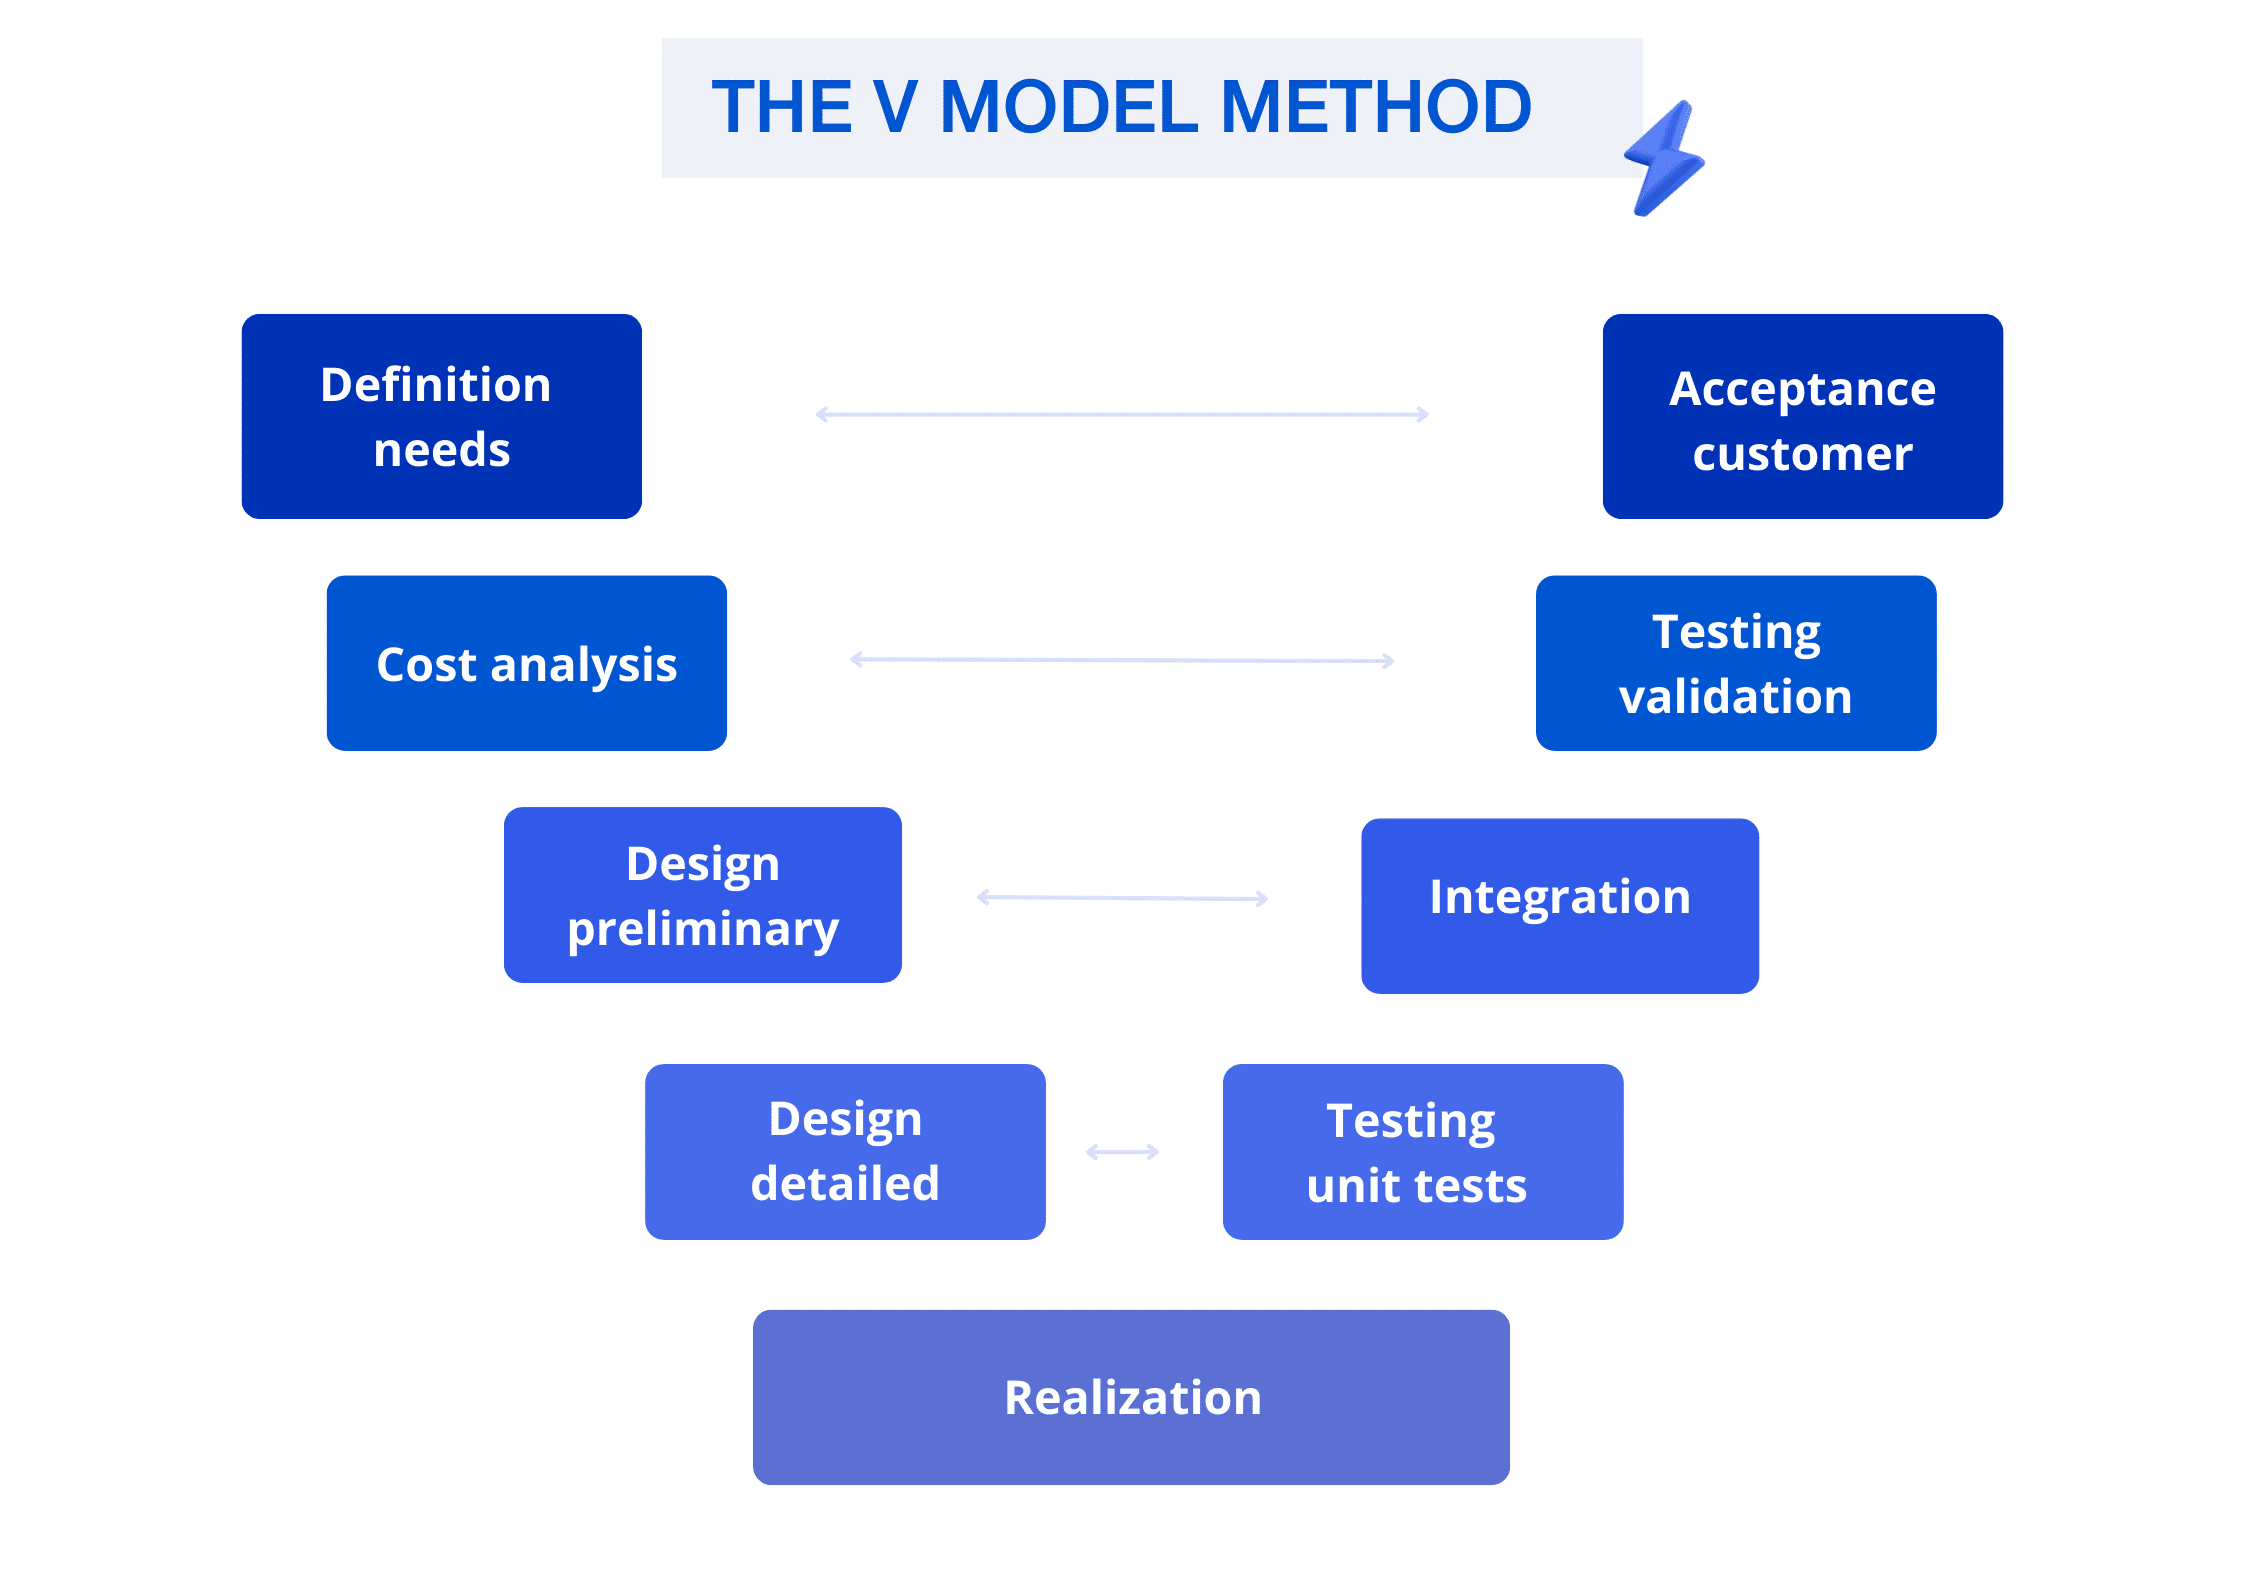 THE V MODEL METHOD
Definition
needs
Acceptance
customer
Cost analysis
Testing
validation
Design
preliminary
Integration
Design
detailed
Testing
unit tests
Realization